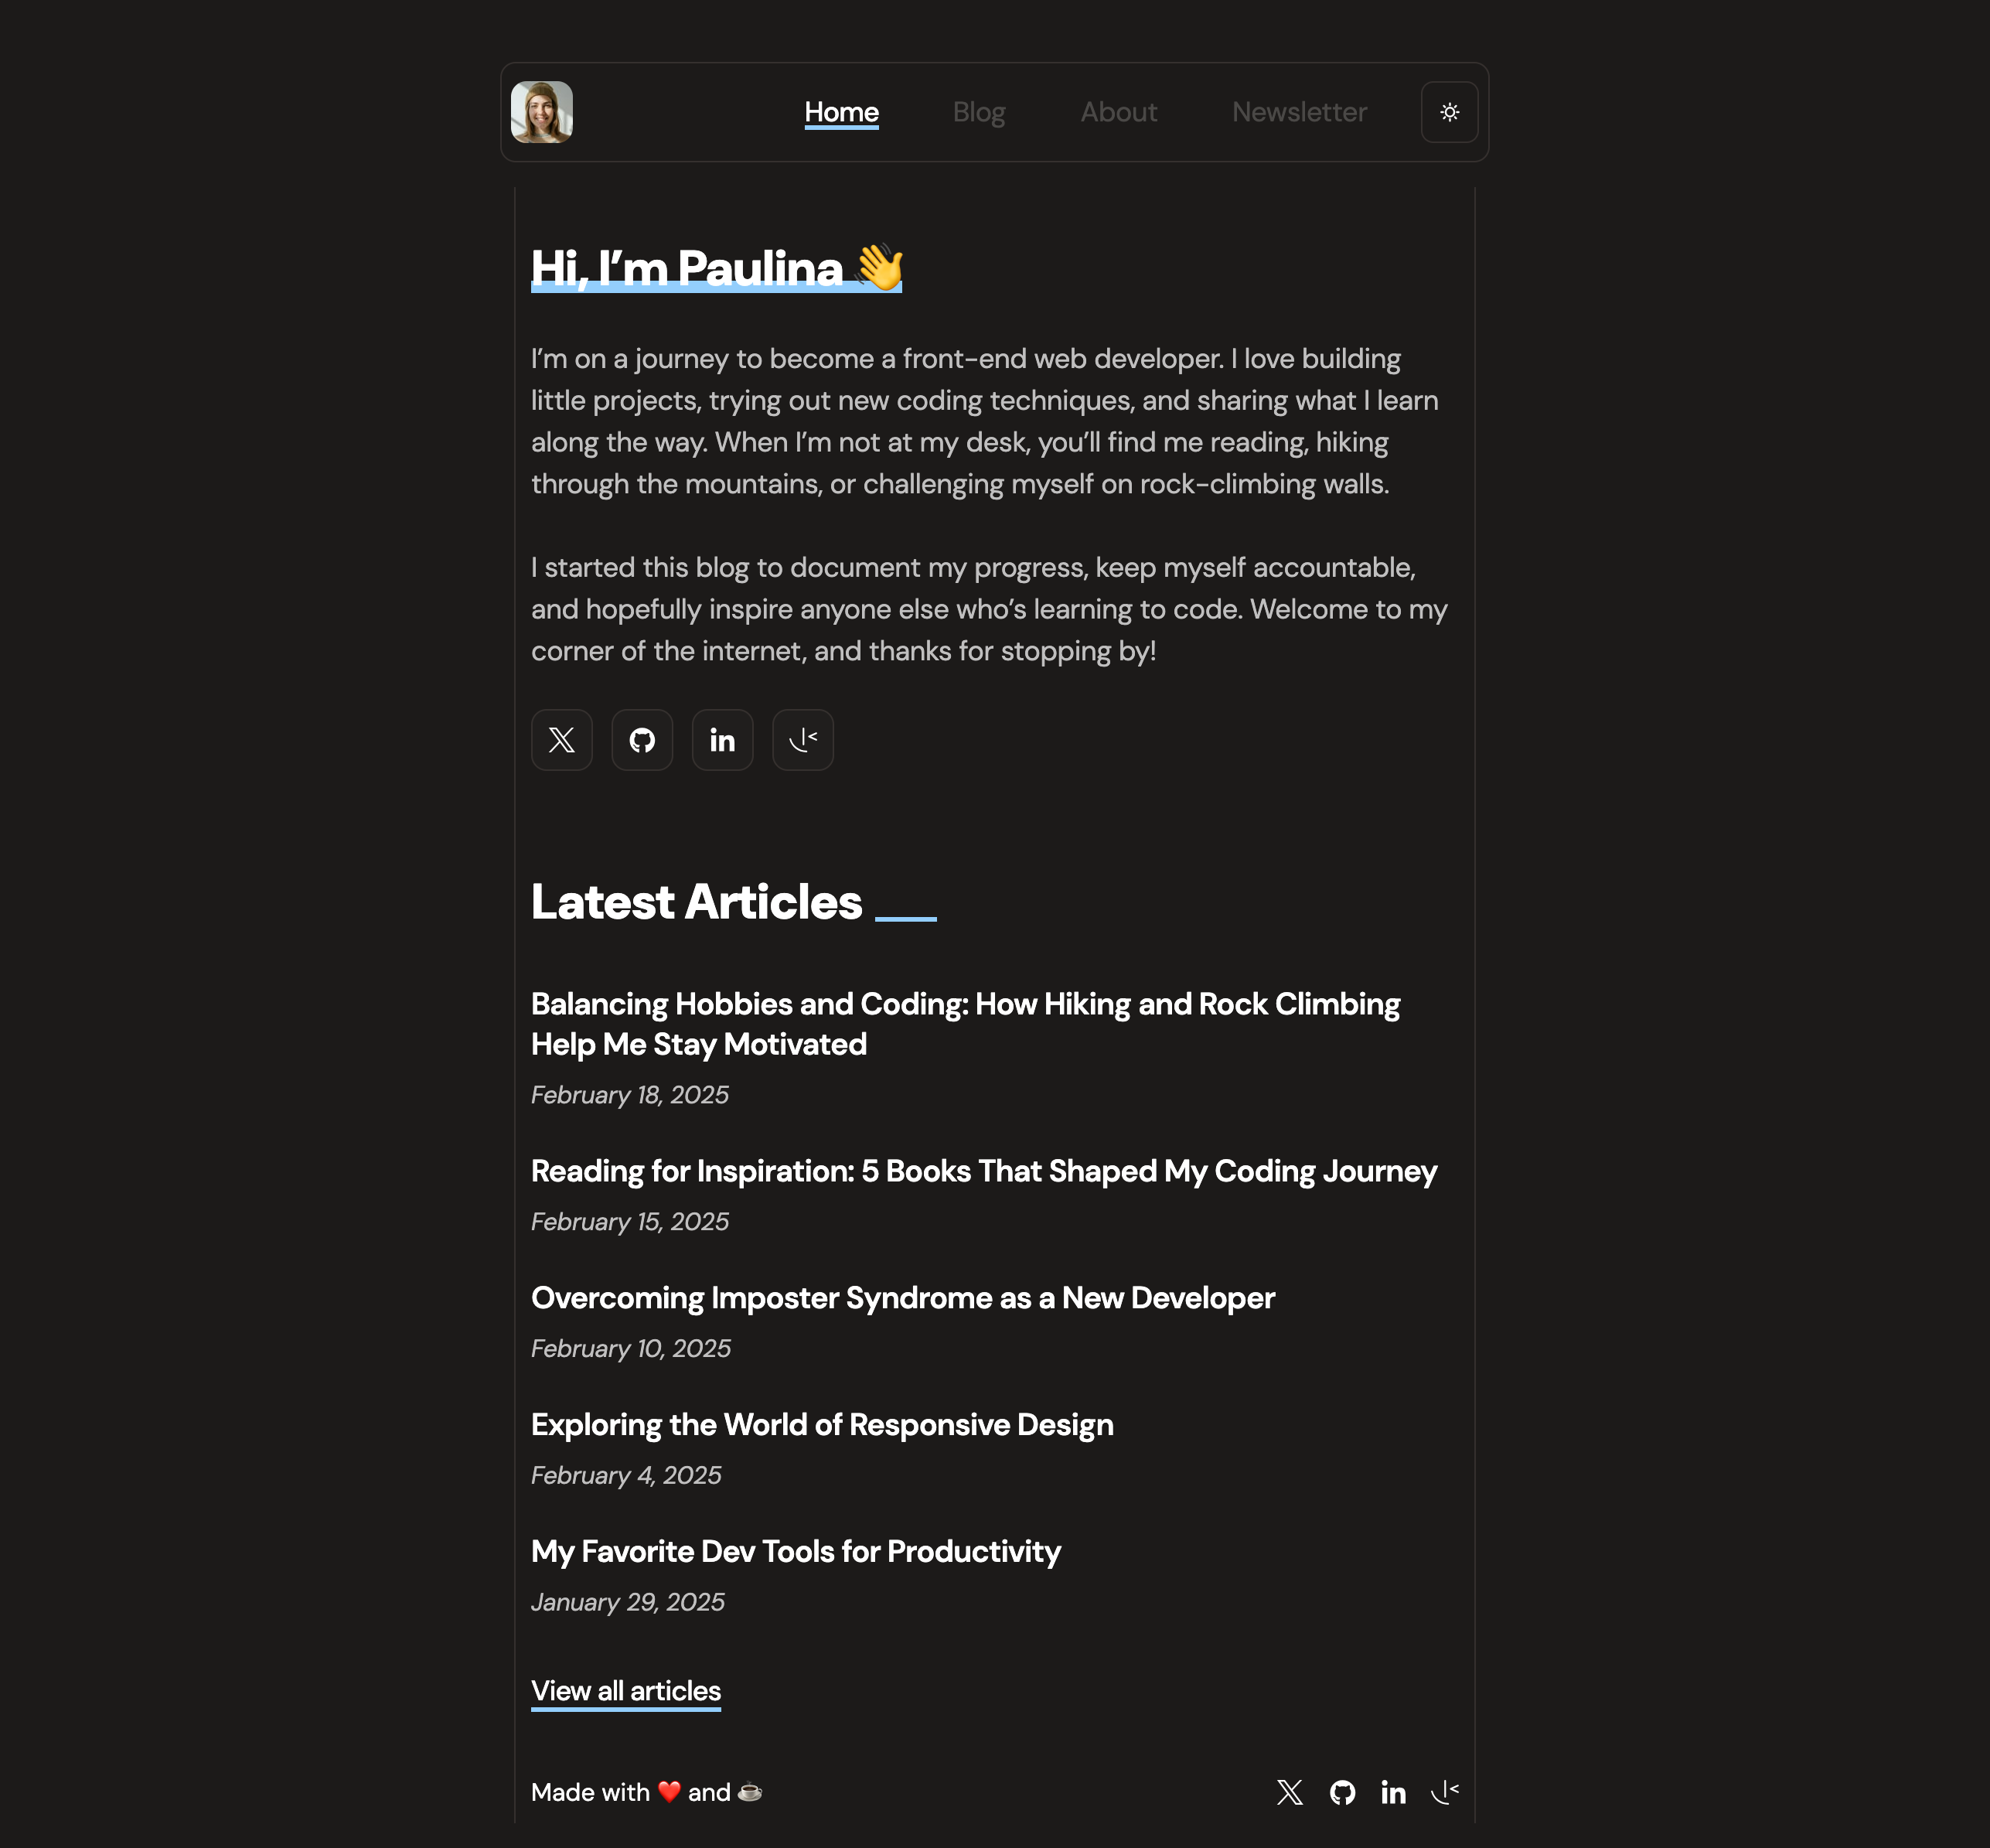 Home Blog About Newsletter
Hi, I’m Paulina 👋
I’m on a journey to become a front-end web developer. I love building
little projects, trying out new coding techniques, and sharing what I learn
along the way. When I’m not at my desk, you’ll find me reading, hiking
through the mountains, or challenging myself on rock-climbing walls.
I started this blog to document my progress, keep myself accountable,
and hopefully inspire anyone else who’s learning to code. Welcome to my
corner of the internet, and thanks for stopping by!
Latest Articles
Balancing Hobbies and Coding: How Hiking and Rock Climbing
Help Me Stay Motivated
February 18, 2025
Reading for Inspiration: 5 Books That Shaped My Coding Journey
February 15, 2025
Overcoming Imposter Syndrome as a New Developer
February 10, 2025
Exploring the World of Responsive Design
February 4, 2025
My Favorite Dev Tools for Productivity
January 29, 2025
View all articles
Made with ❤️ and ☕